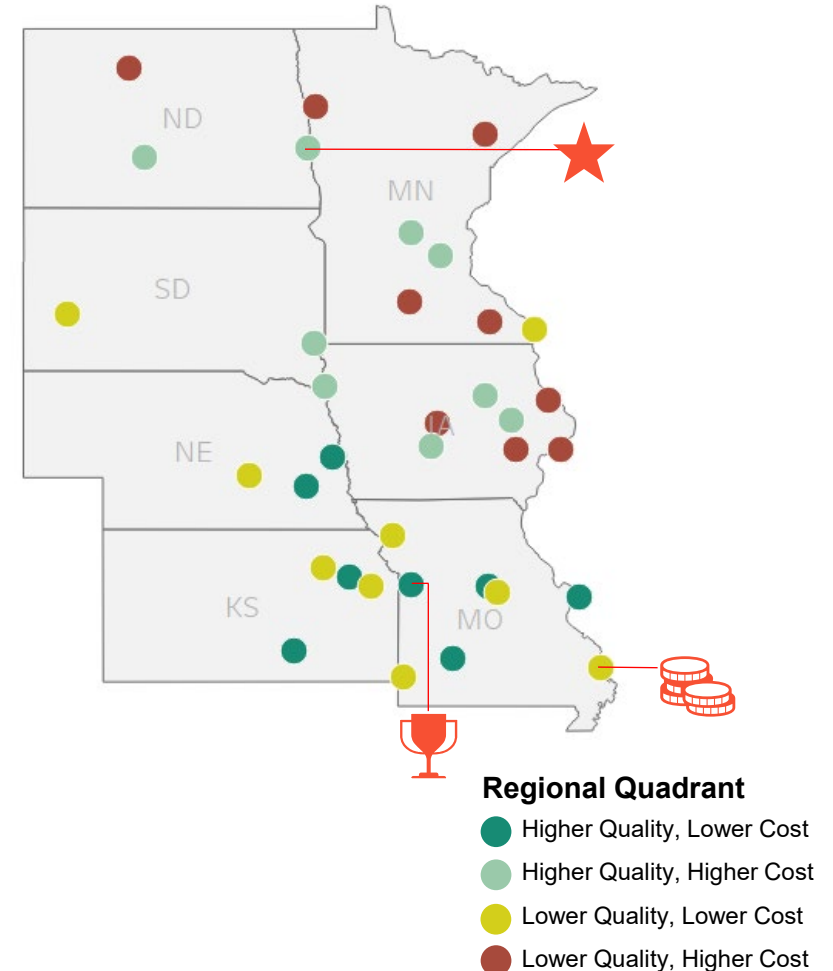 ND
MN
SD
IA
NE
KS
MO
Regional Quadrant
Higher Quality, Lower Cost
Higher Quality, Higher Cost
Lower Quality, Lower Cost
Lower Quality, Higher Cost